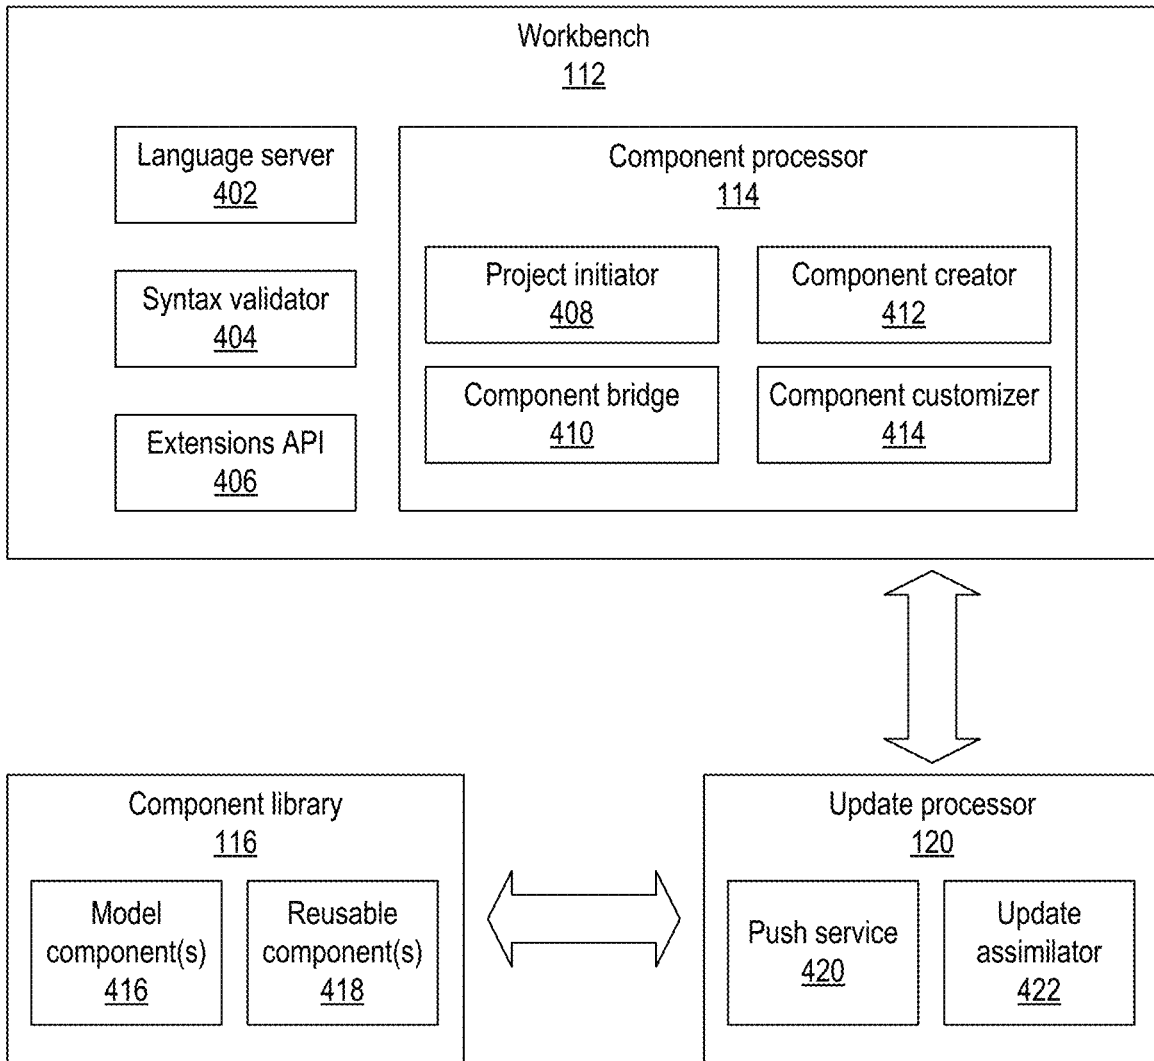 Workbench
112
Language server
402
Syntax validator
404
Extensions API
406
Component processor
114
Project initiator
408
Component creator
412
Component bridge
410
Component customizer
414
Component library
116
Model
component(s)
416
Reusable
component(s)
418
Update processor
120
Push service
420
Update
assimilator
422